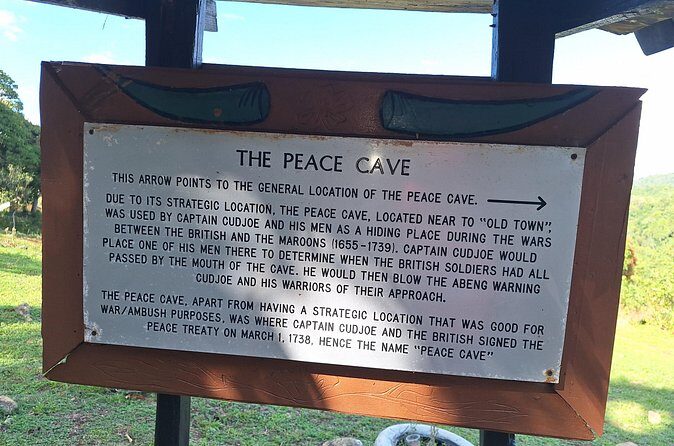 THE PEACE CAVE
THIS ARROW POINTS TO THE GENERAL LOCATION OF THE PEACE CAVE.
DUE TO ITS STRATEGIC LOCATION, THE PEACE CAVE, LOCATED NEAR TO "OLD TOWN",
WAS USED BY CAPTAIN CUDJOE AND HIS MEN AS A HIDING PLACE DURING THE WARS
BETWEEN THE BRITISH AND THE MAROONS (1655-1739). CAPTAIN CUDJOE WOULD
PLACE ONE OF HIS MEN THERE TO DETERMINE WHEN THE BRITISH SOLDIERS HAD ALL
PASSED BY THE MOUTH OF THE CAVE. HE WOULD THEN BLOW THE ABENG WARNING
CUDJOE AND HIS WARRIORS OF THEIR APPROACH.
THE PEACE CAVE, APART FROM HAVING A STRATEGIC LOCATION THAT WAS GOOD FOR
WAR/AMBUSH PURPOSES, WAS WHERE CAPTAIN CUDJOE AND THE BRITISH SIGNED THE
PEACE TREATY ON MARCH 1, 1738, HENCE THE NAME "PEACE CAVE"